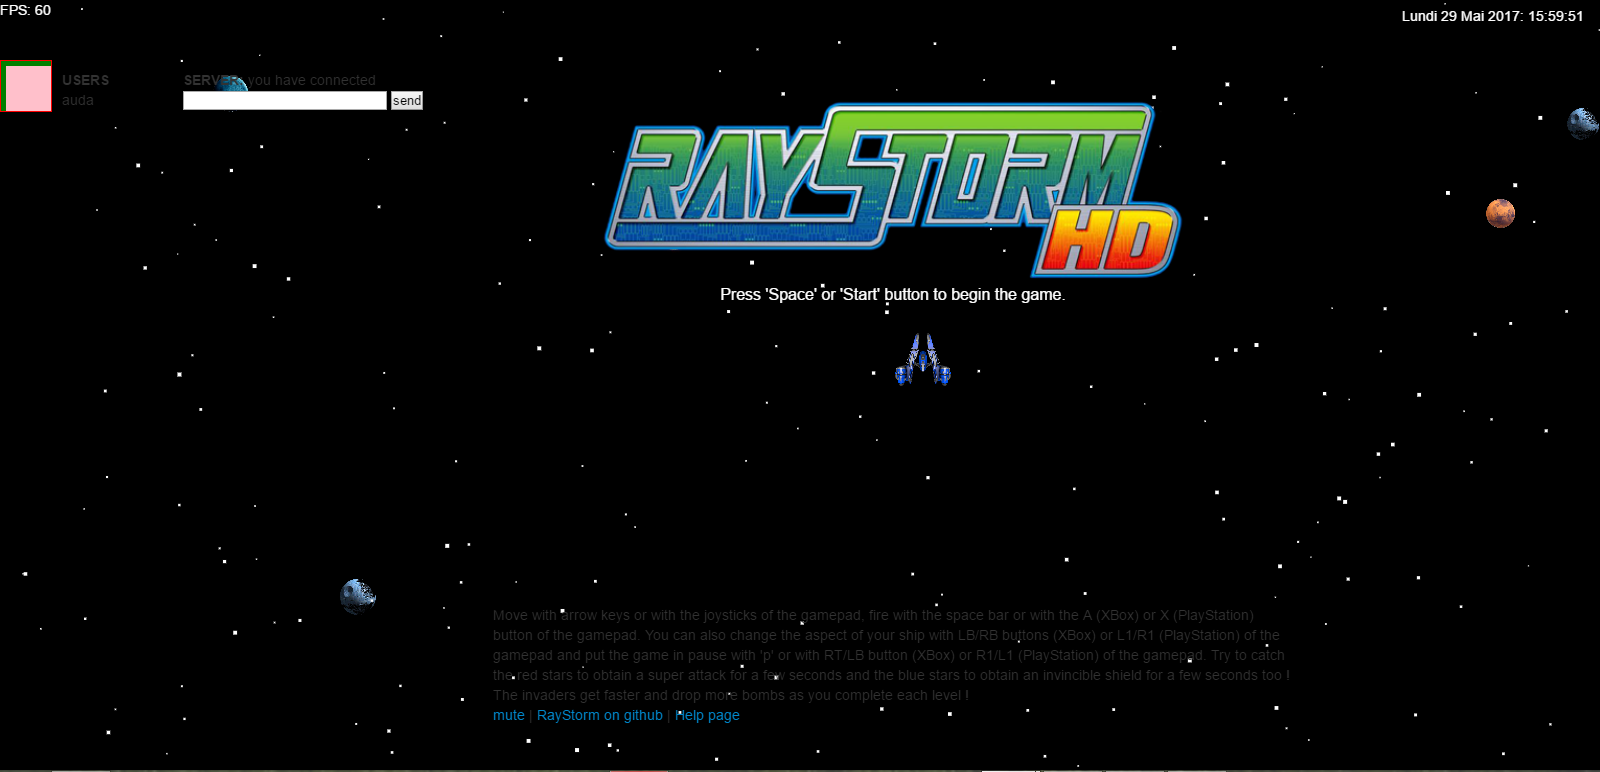 FPS: 60
Lundi 29 Mai 2017: 15:59:51
USERS
auda
SERVER: you have connected
send
RAYSTORM
HD
Press 'Space' or 'Start' button to begin the game.
Move with arrow keys or with the joysticks of the gamepad, fire with the space bar or with the A (XBox) or X (PlayStation)
button of the gamepad. You can also change the aspect of your ship with LB/RB buttons (XBox) or L1/R1 (PlayStation) of the
gamepad and put the game in pause with 'p' or with RT/LB button (XBox) or R1/L1 (PlayStation) of the gamepad. Try to catch
the red stars to obtain a super attack for a few seconds and the blue stars to obtain an invincible shield for a few seconds too !
The invaders get faster and drop more bombs as you complete each level !
mute | RayStorm on github | Help page